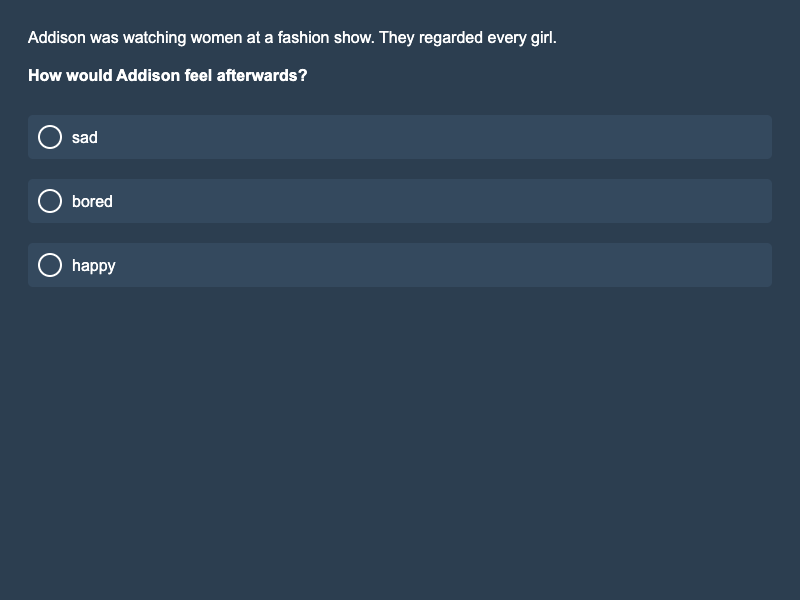 Addison was watching women at a fashion show. They regarded every girl.
How would Addison feel afterwards?
sad
bored
happy